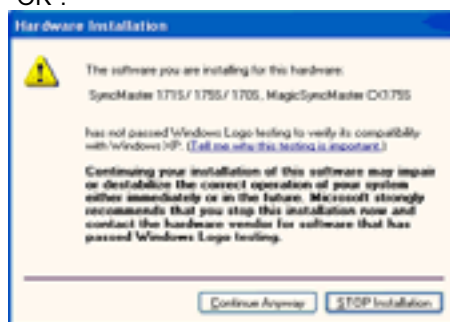 "OK".
Hardware Installation
The software you are installing for this hardware:
SyncMaster 171S/ 175S/ 170S, MagicSyncMaster CX175S
has not passed Windows Logo testing to verify its compatibility
with Windows XP. (Tell me why this testing is important.)
Continuing your installation of this software may impair
or destabilize the correct operation of your system
either immediately or in the future. Microsoft strongly
recommends that you stop this installation now and
contact the hardware vendor for software that has
passed Windows Logo testing.
Continue Anyway STOP Installation